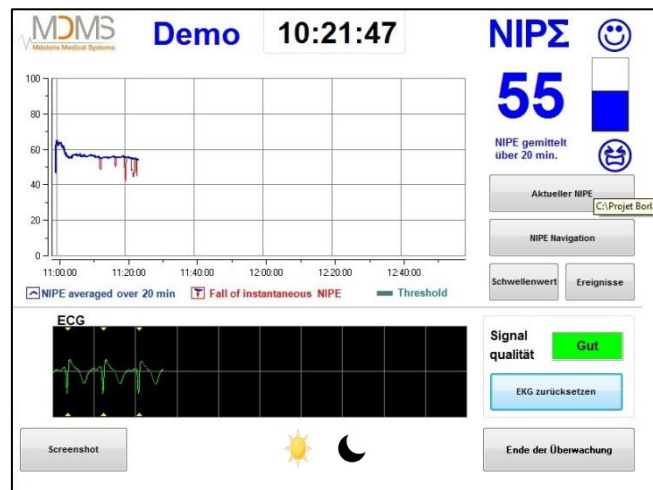 MDMS
Mdoloris Medical Systems
Demo
10:21:47
NIPΣ
55
NIPE gemittelt
über 20 min.
Aktueller NIPE
C:\Projet Borl
NIPE Navigation
Schwellenwert
Ereignisse
100
80
60
40
20
0
11:00:00 11:20:00 11:40:00 12:00:00 12:20:00 12:40:00
NIPE averaged over 20 min Fall of instantaneous NIPE Threshold
ECG
Signal
qualität
Gut
EKG zurücksetzen
Screenshot
Ende der Überwachung